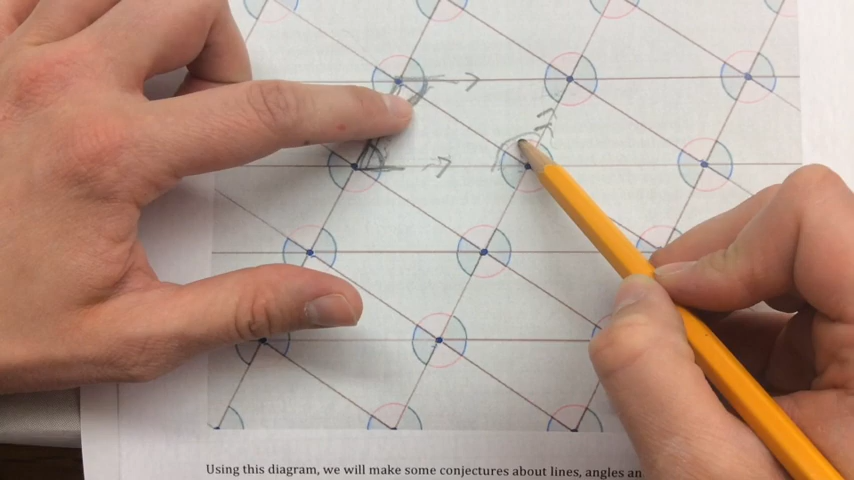 Using this diagram, we will make some conjectures about lines, angles an